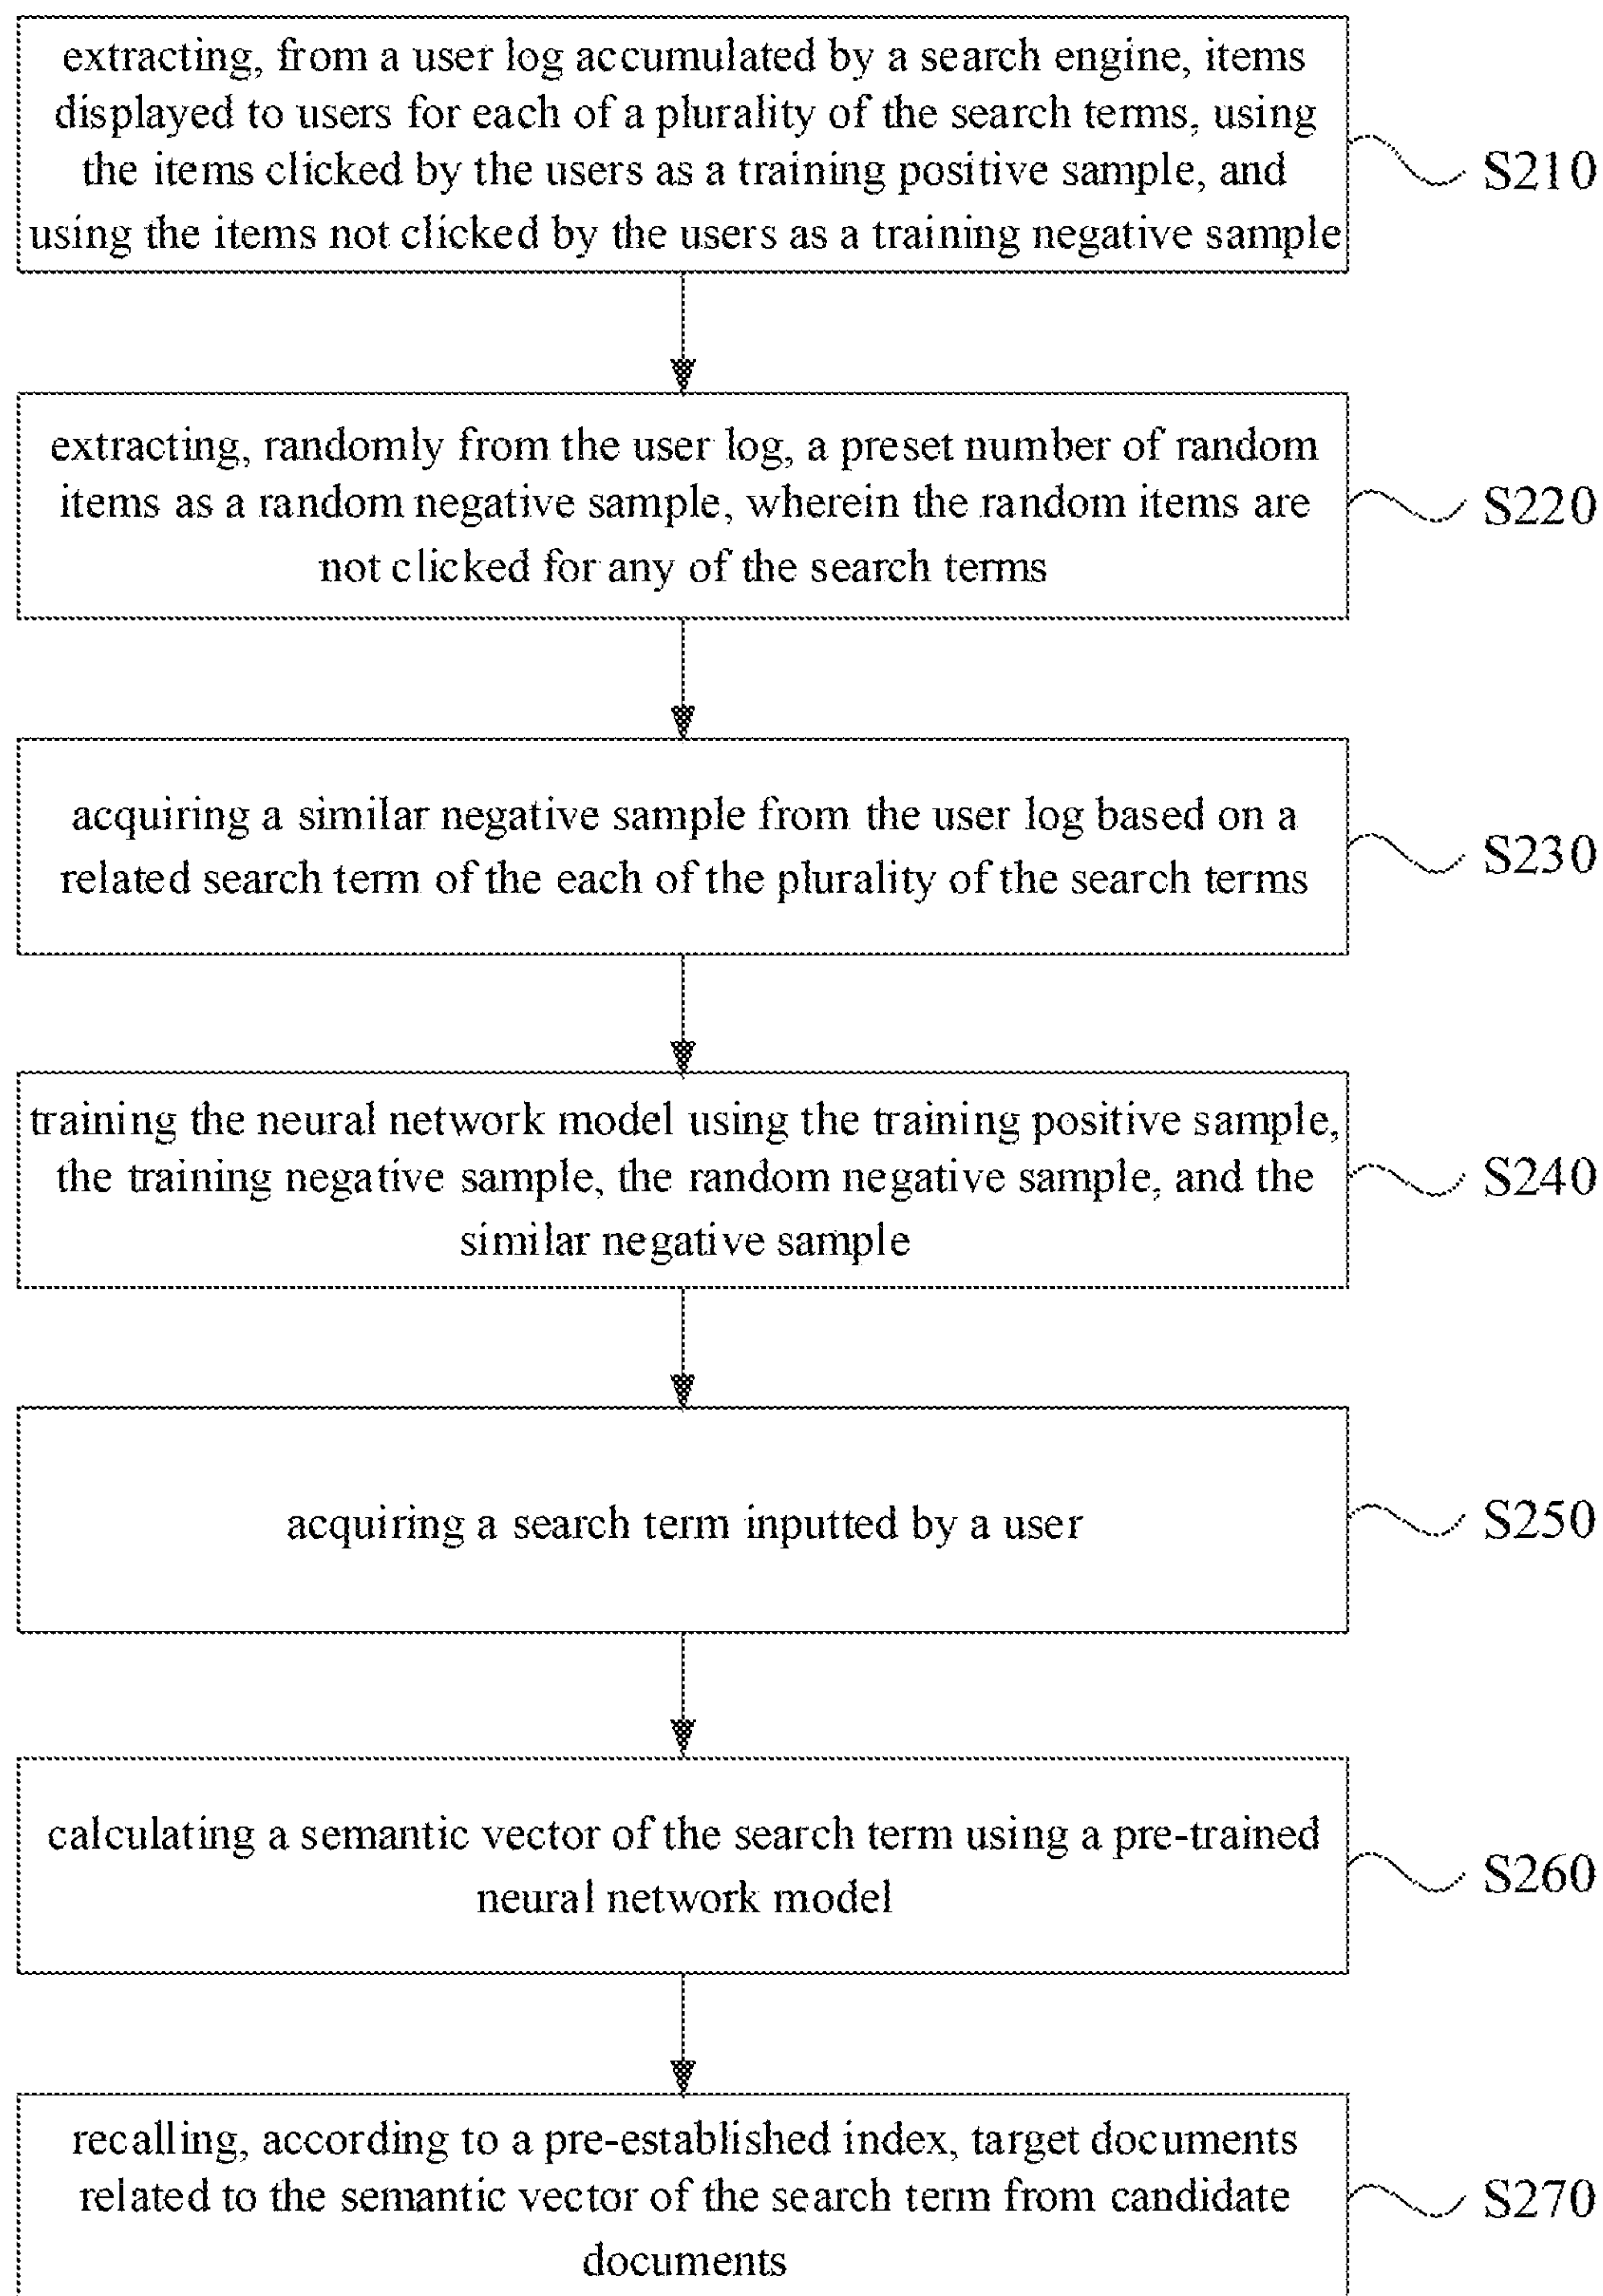 extracting, from a user log accumulated by a search engine, items
displayed to users for each of a plurality of the search terms, using
the items clicked by the users as a training positive sample, and
using the items not clicked by the users as a training negative sample
S210
extracting, randomly from the user log, a preset number of random
items as a random negative sample, wherein the random items are
not clicked for any of the search terms
S220
acquiring a similar negative sample from the user log based on a
related search term of the each of the plurality of the search terms
S230
training the neural network model using the training positive sample,
the training negative sample, the random negative sample, and the
similar negative sample
S240
acquiring a search term inputted by a user
S250
calculating a semantic vector of the search term using a pre-trained
neural network model
S260
recalling, according to a pre-established index, target documents
related to the semantic vector of the search term from candidate
documents
S270